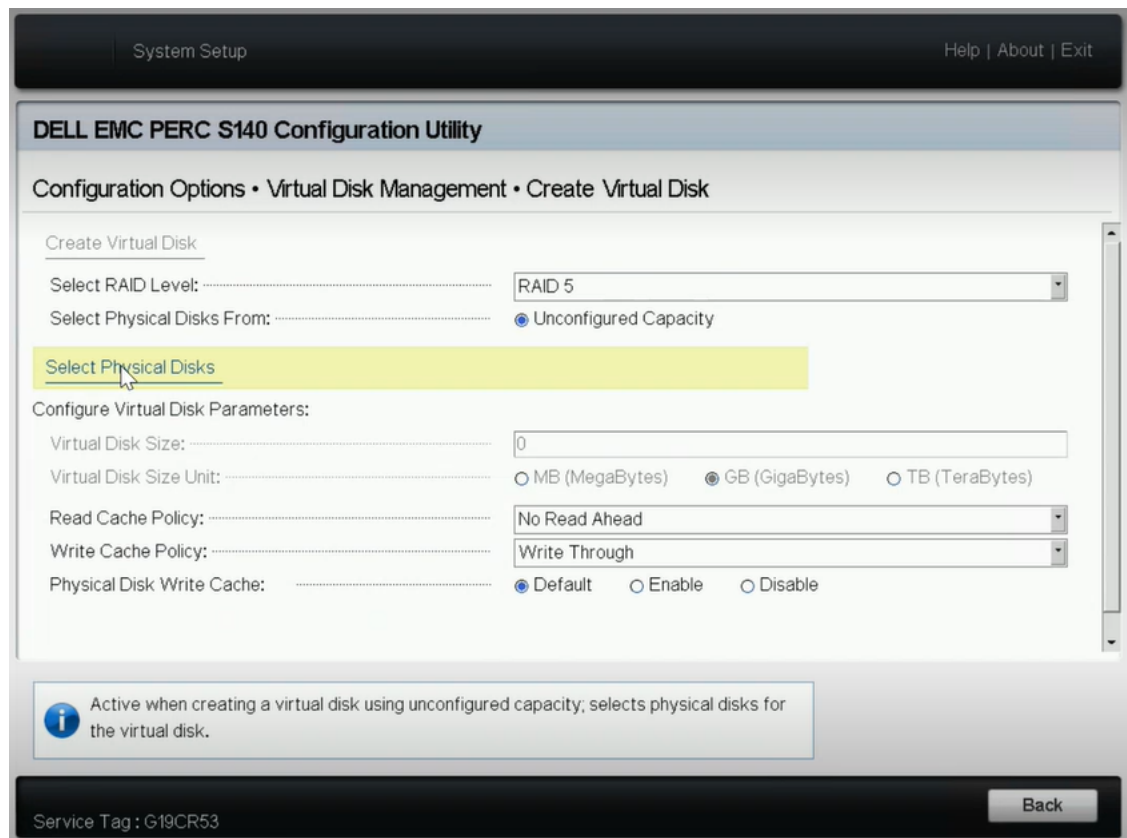 System Setup
Help | About | Exit
DELL EMC PERC S140 Configuration Utility
Configuration Options • Virtual Disk Management • Create Virtual Disk
Create Virtual Disk
Select RAID Level: RAID 5
Select Physical Disks From: Unconfigured Capacity
Select Physical Disks
Configure Virtual Disk Parameters:
Virtual Disk Size: 0
Virtual Disk Size Unit: MB (MegaBytes) GB (GigaBytes) TB (TeraBytes)
Read Cache Policy: No Read Ahead
Write Cache Policy: Write Through
Physical Disk Write Cache: Default Enable Disable
Active when creating a virtual disk using unconfigured capacity; selects physical disks for
the virtual disk.
Back
Service Tag : G19CR53